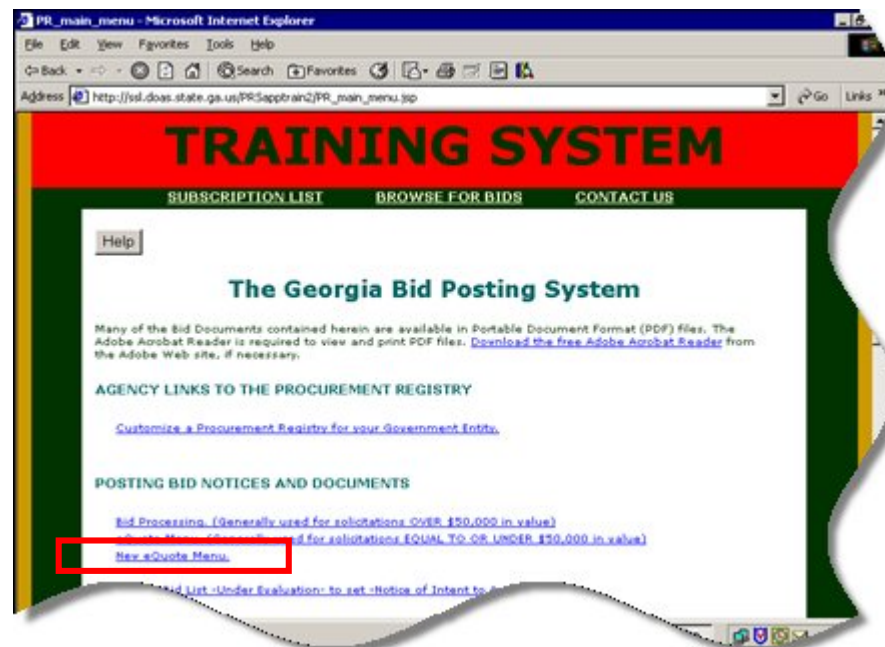 PR_main_menu - Microsoft Internet Explorer
File Edit View Favorites Tools Help
Back Search Favorites
Address http://ssl.doas.state.ga.us/PRSapptrain2/PR_main_menu.jsp Go Links
TRAINING SYSTEM
SUBSCRIPTION LIST BROWSE FOR BIDS CONTACT US
Help
The Georgia Bid Posting System
Many of the Bid Documents contained herein are available in Portable Document Format (PDF) files. The
Adobe Acrobat Reader is required to view and print PDF files. Download the free Adobe Acrobat Reader from
the Adobe Web site, if necessary.
AGENCY LINKS TO THE PROCUREMENT REGISTRY
Customize a Procurement Registry for your Government Entity.
POSTING BID NOTICES AND DOCUMENTS
Bid Processing. (Generally used for solicitations OVER $50,000 in value)
eQuote Menu. (Generally used for solicitations EQUAL TO OR UNDER $50,000 in value)
New eQuote Menu.
List -Under Evaluation- to set -Notice of Intent to